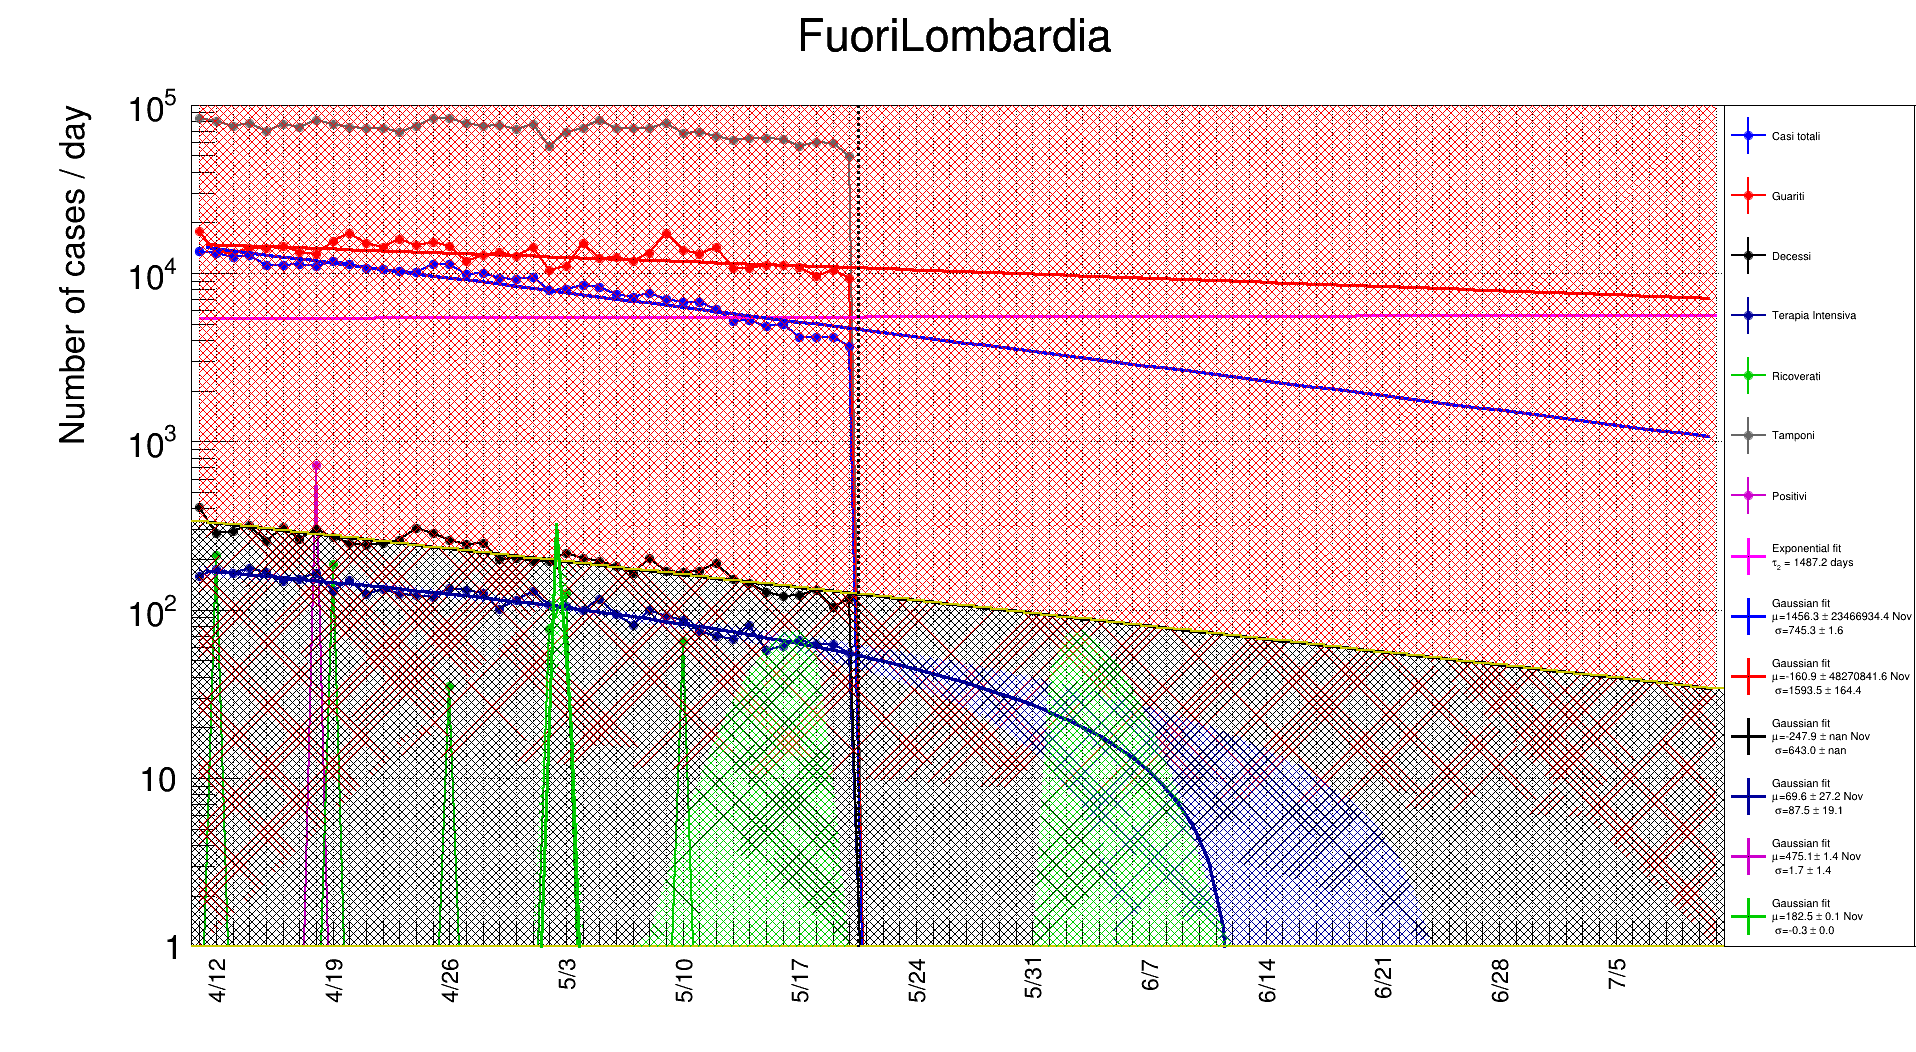 FuoriLombardia
Number of cases / day
10^5
10^4
10^3
10^2
10
1
4/12
4/19
4/26
5/3
5/10
5/17
5/24
5/31
6/7
6/14
6/21
6/28
7/5
Casi totali
Guariti
Decessi
Terapia Intensiva
Ricoverati
Tamponi
Positivi
Exponential fit
τ₂ = 1487.2 days
Gaussian fit
μ=1456.3 ± 23466934.4 Nov
σ=745.3 ± 1.6
Gaussian fit
μ=-160.9 ± 48270841.6 Nov
σ=1593.5 ± 164.4
Gaussian fit
μ=-247.9 ± nan Nov
σ=643.0 ± nan
Gaussian fit
μ=69.6 ± 27.2 Nov
σ=87.5 ± 19.1
Gaussian fit
μ=475.1 ± 1.4 Nov
σ=1.7 ± 1.4
Gaussian fit
μ=182.5 ± 0.1 Nov
σ=-0.3 ± 0.0